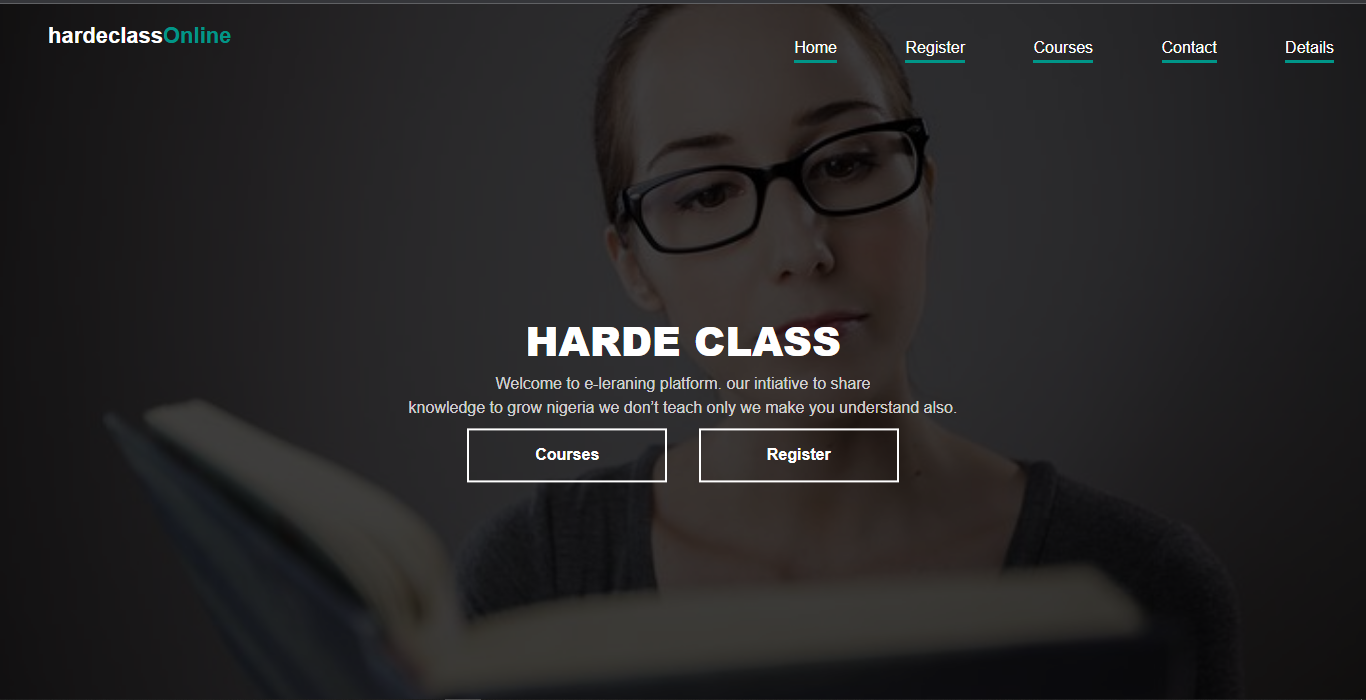 hardeclassOnline
Home Register Courses Contact Details
HARDE CLASS
Welcome to e-leraning platform. our intiative to share
knowledge to grow nigeria we don’t teach only we make you understand also.
Courses Register